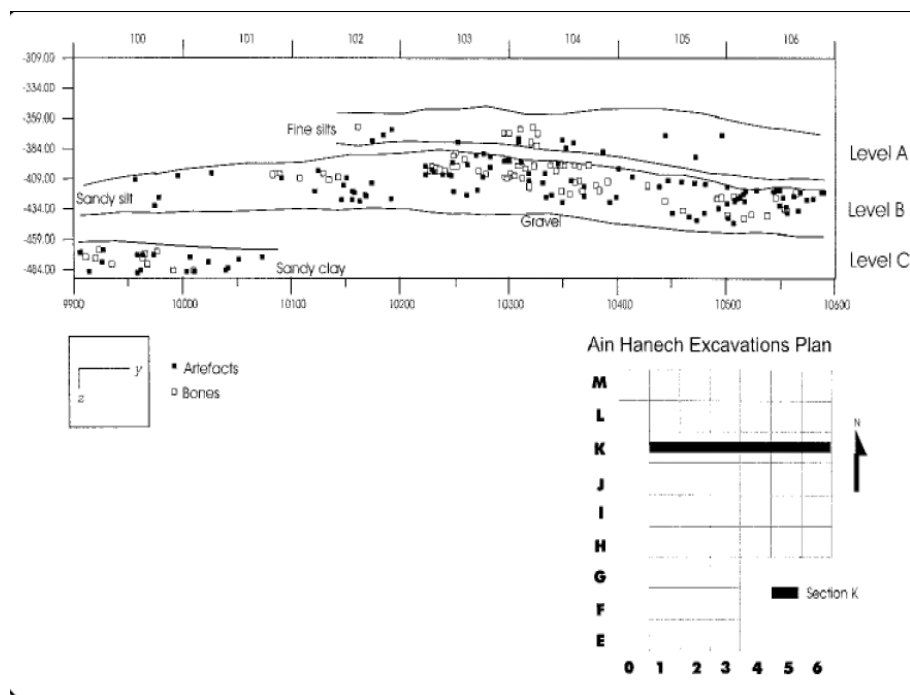 100 101 102 103 104 105 106
-309.00
-334.00
-359.00
Fine silts
-384.00
Level A
-409.00
Sandy silt
-434.00
Level B
Gravel
-459.00
Level C
-484.00
Sandy clay
9900 10000 10100 10200 10300 10400 10500 10600
Ain Hanech Excavations Plan
y
z
Artefacts
Bones
M
L
N
K
J
I
H
G
Section K
F
E
0 1 2 3 4 5 6